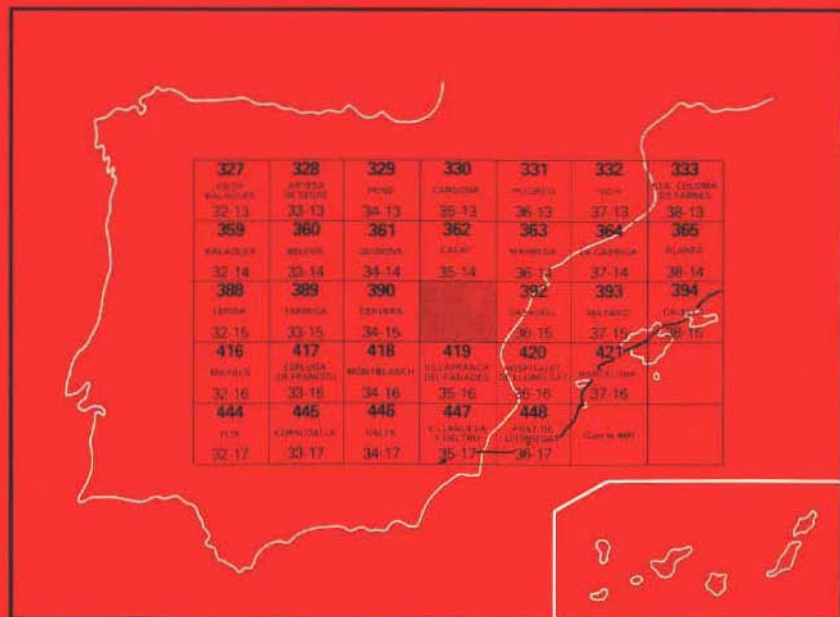 327 328 329 330 331 332 333
OS DE BALAGUER ARTESA DE SEGRE PONS CARDONA PUIGREIG VICH STA. COLOMA DE FARNES
32-13 33-13 34-13 35-13 36-13 37-13 38-13
359 360 361 362 363 364 365
BALAGUER GUISONA CALAF MANRESA LA GARRIGA BLANES
32-14 33-14 34-14 35-14 36-14 37-14 38-14
388 389 390 392 393 394
LERIDA TARREGA CERVERA SABADELL MATARO CALELLA
32-15 33-15 34-15 36-15 37-15 38-15
416 417 418 419 420 421
MAYALS ESPLUGA DE FRANCOLI MONTBLANCH VILLAFRANCA DEL PANADES HOSPITALET DE LLOBREGAT BARCELONA
32-16 33-16 34-16 35-16 36-16 37-16
444 445 446 447 448
FLIX CORNUDELLA VALLS VILLANUEVA Y GELTRU PRAT DE LLOBREGAT
32-17 33-17 34-17 35-17 36-17